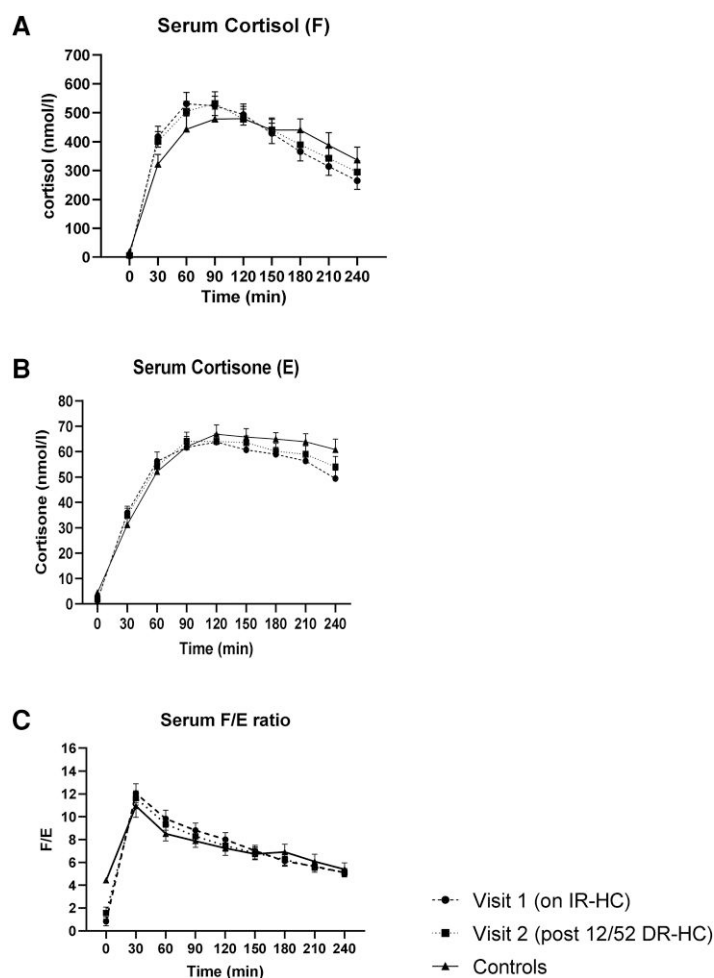 A
Serum Cortisol (F)
700
600
500
400
300
200
100
0
cortisol (nmol/l)
0 30 60 90 120 150 180 210 240
Time (min)
B
Serum Cortisone (E)
80
70
60
50
40
30
20
10
0
Cortisone (nmol/l)
0 30 60 90 120 150 180 210 240
Time (min)
C
Serum F/E ratio
16
14
12
10
8
6
4
2
0
F/E
0 30 60 90 120 150 180 210 240
Time (min)
Visit 1 (on IR-HC)
Visit 2 (post 12/52 DR-HC)
Controls